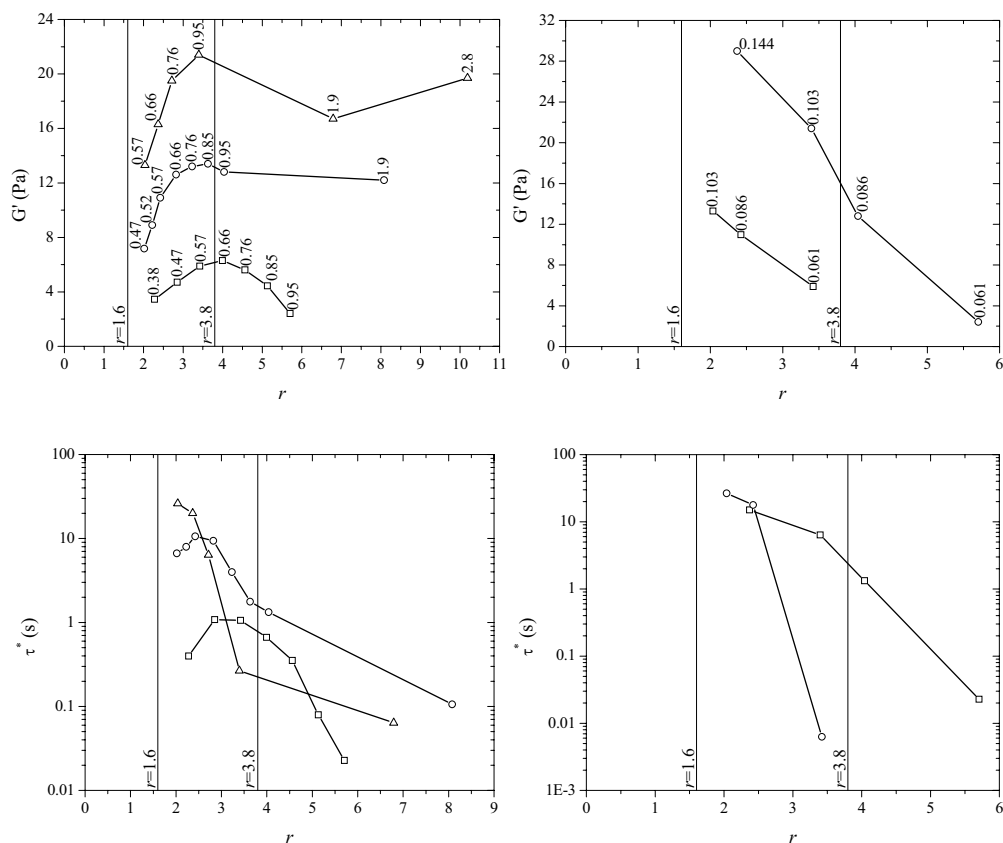 24
20
16
12
8
4
0
G' (Pa)
0 1 2 3 4 5 6 7 8 9 10 11
r
r=1.6
r=3.8
0.57
0.66
0.76
0.95
1.9
2.8
0.47
0.52
0.57
0.66
0.76
0.85
0.95
1.9
0.38
0.47
0.57
0.66
0.76
0.85
0.95
32
28
24
20
16
12
8
4
0
G' (Pa)
0 1 2 3 4 5 6
r
r=1.6
r=3.8
0.144
0.103
0.086
0.061
0.103
0.086
0.061
100
10
1
0.1
0.01
τ* (s)
0 1 2 3 4 5 6 7 8 9
r
r=1.6
r=3.8
100
10
1
0.1
0.01
1E-3
τ* (s)
0 1 2 3 4 5 6
r
r=1.6
r=3.8